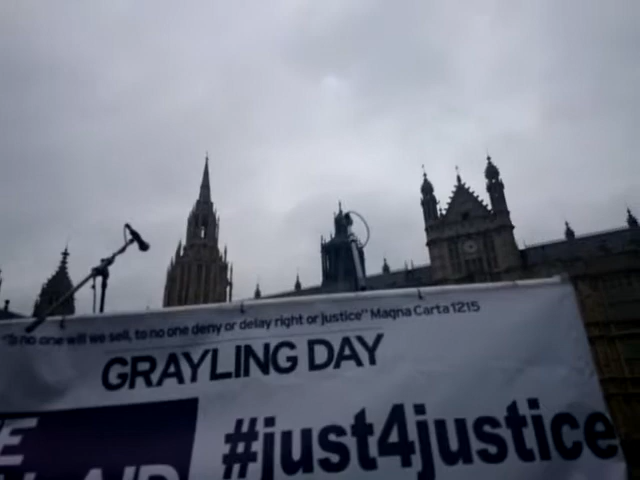 "To no one will we sell, to no one deny or delay right or justice" Magna Carta 1215
GRAYLING DAY
#just4justice
E
L AID